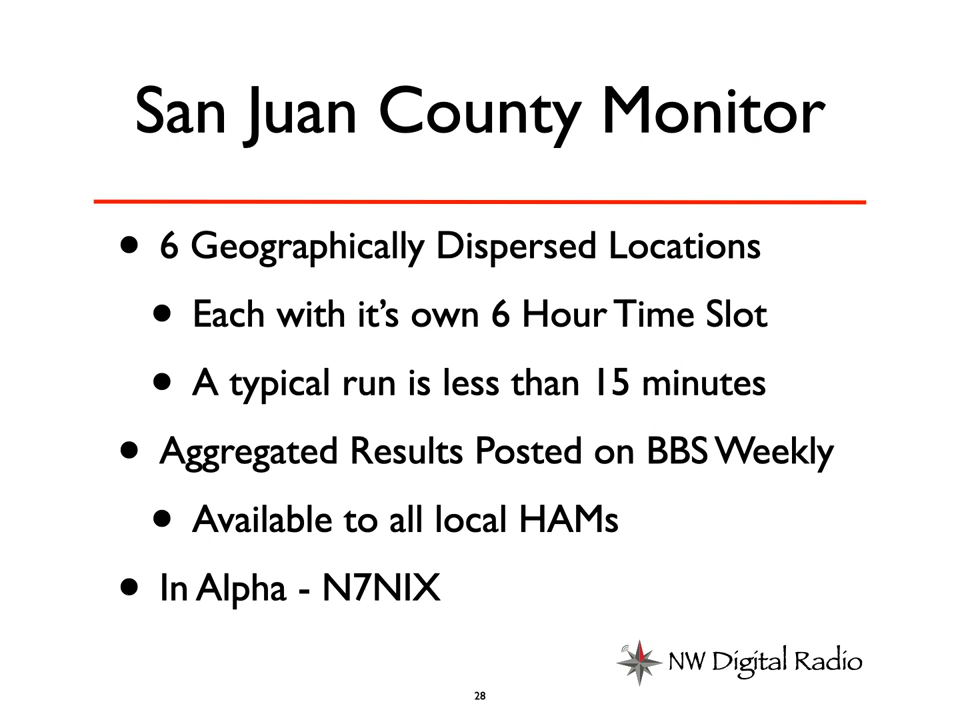 San Juan County Monitor
• 6 Geographically Dispersed Locations
• Each with it’s own 6 Hour Time Slot
• A typical run is less than 15 minutes
• Aggregated Results Posted on BBS Weekly
• Available to all local HAMs
• In Alpha - N7NIX
NW Digital Radio
28